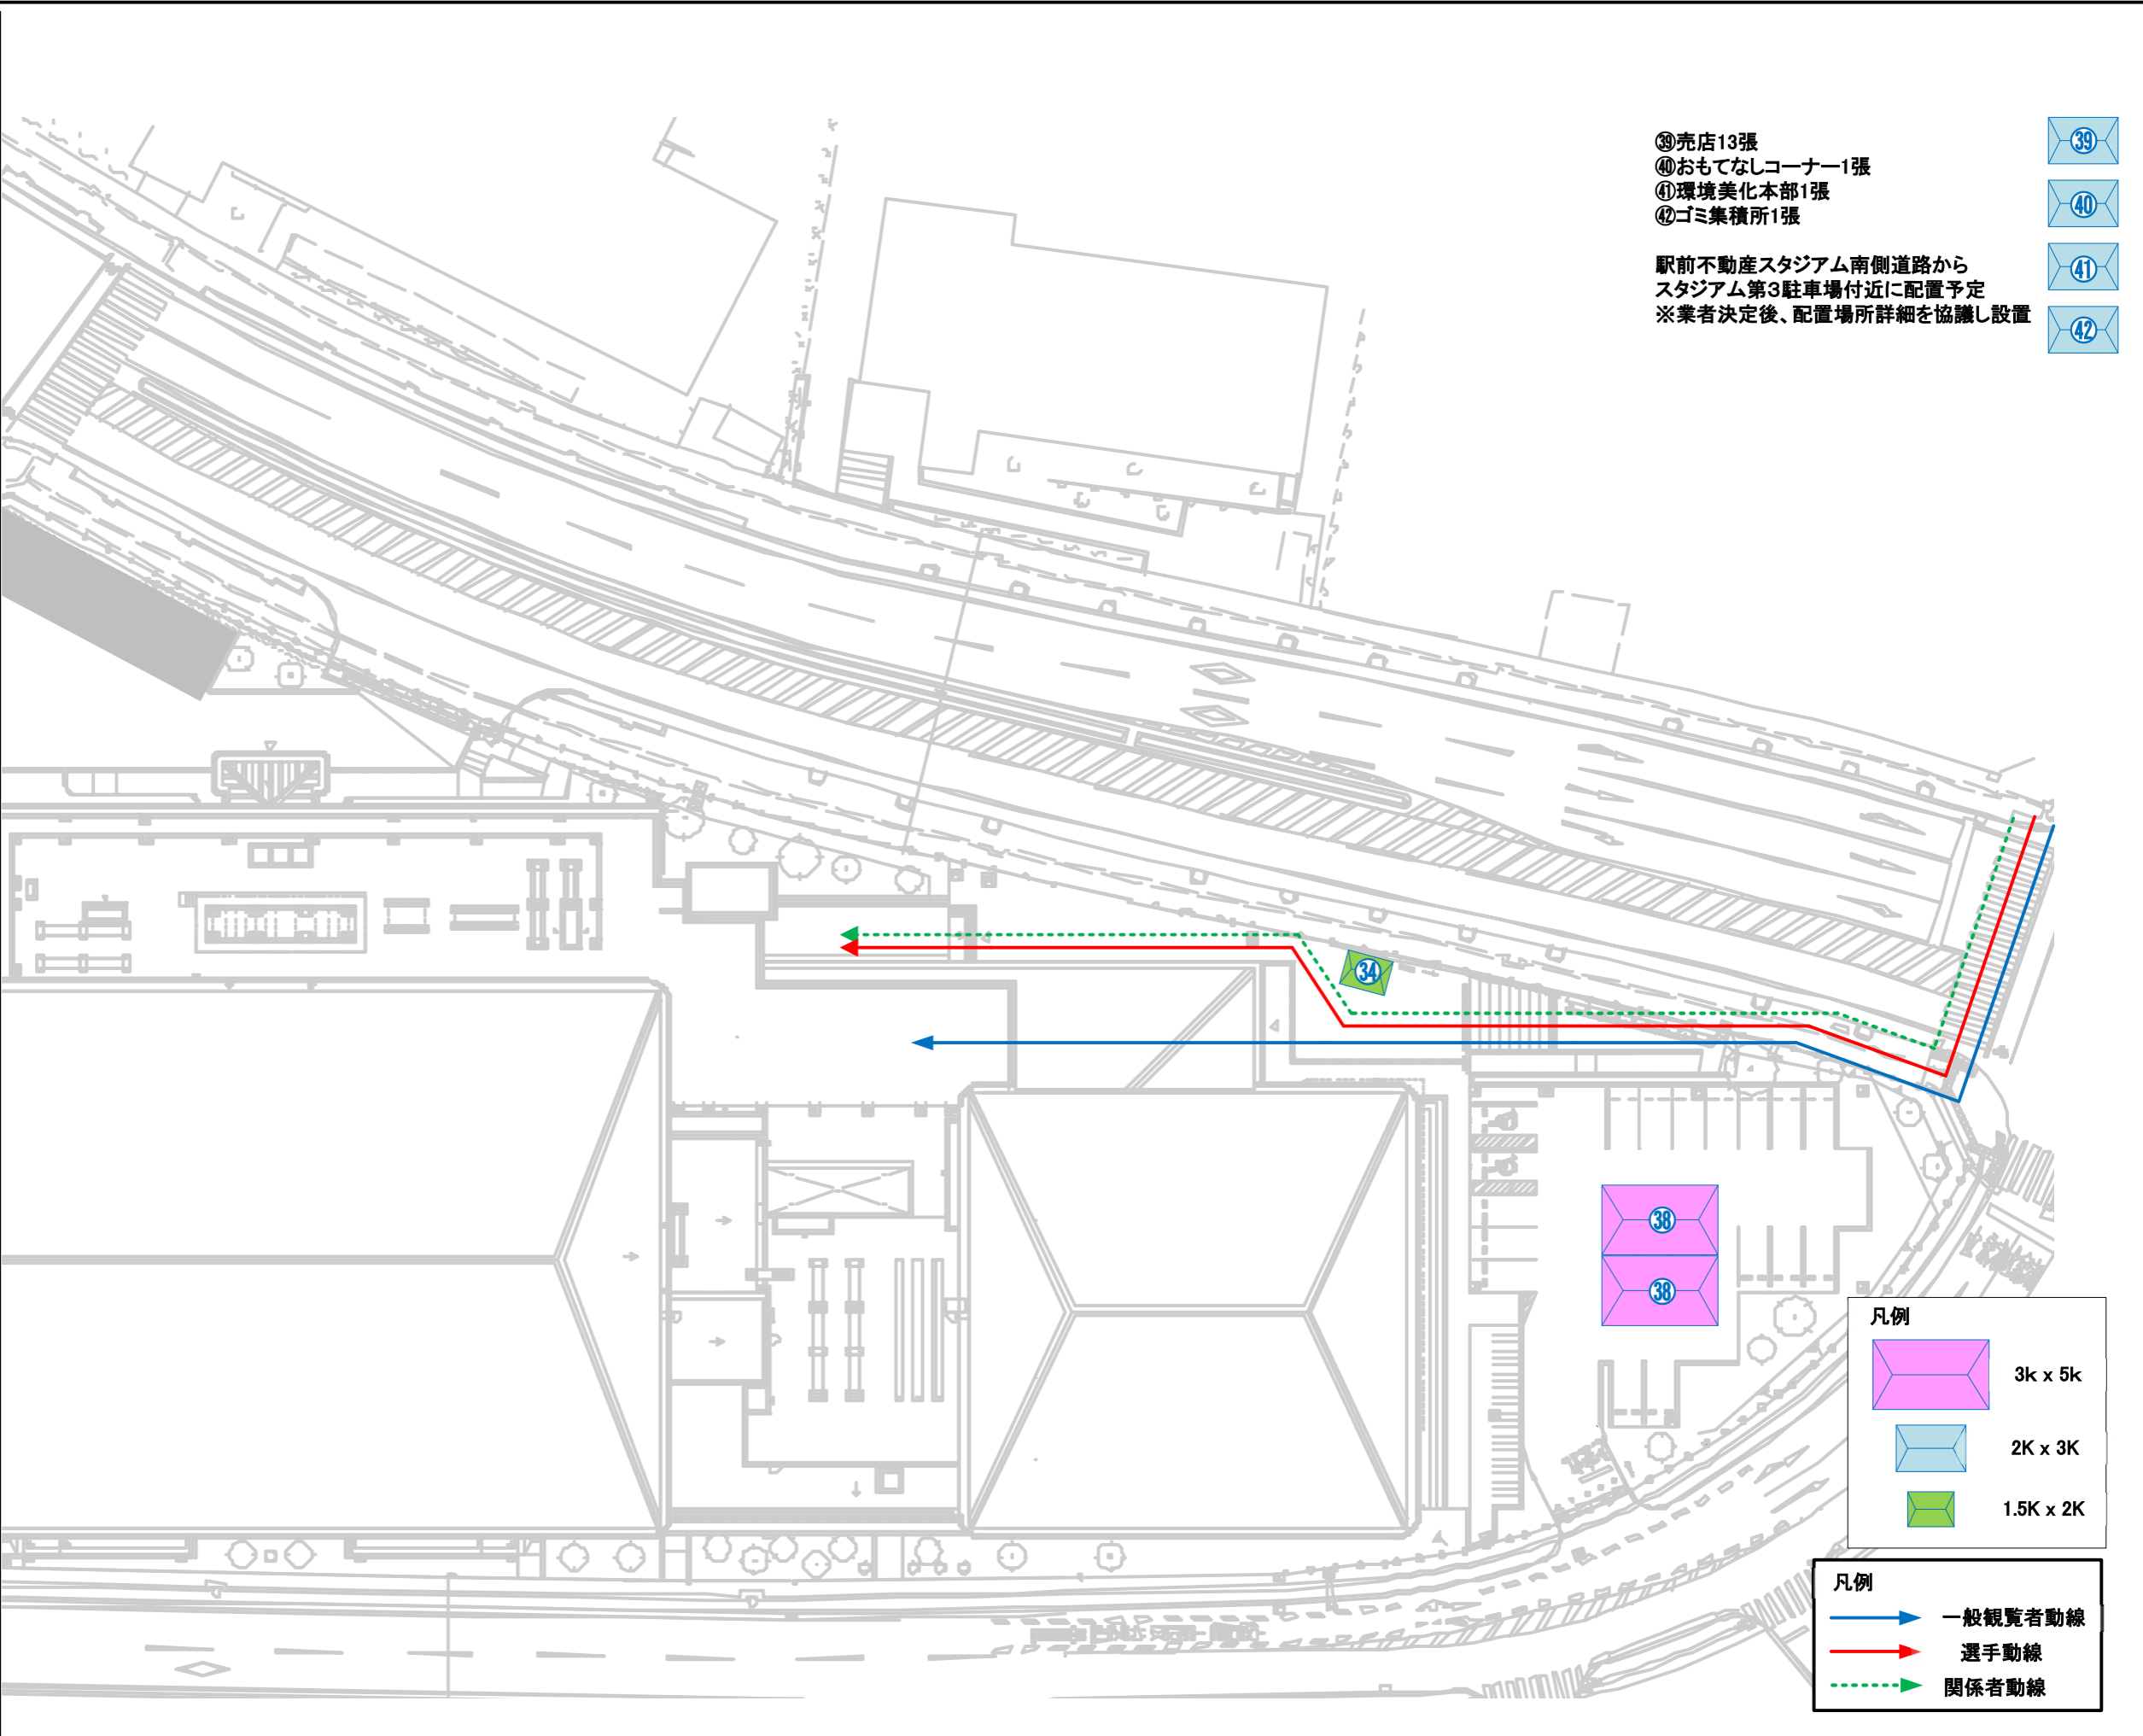 ㊴売店13張
㊵おもてなしコーナー1張
㊶環境美化本部1張
㊷ゴミ集積所1張
駅前不動産スタジアム南側道路から
スタジアム第3駐車場付近に配置予定
※業者決定後、配置場所詳細を協議し設置
㊴
㊵
㊶
㊷
㉞
㊳
㊳
凡例
3k x 5k
2K x 3K
1.5K x 2K
凡例
一般観覧者動線
選手動線
関係者動線